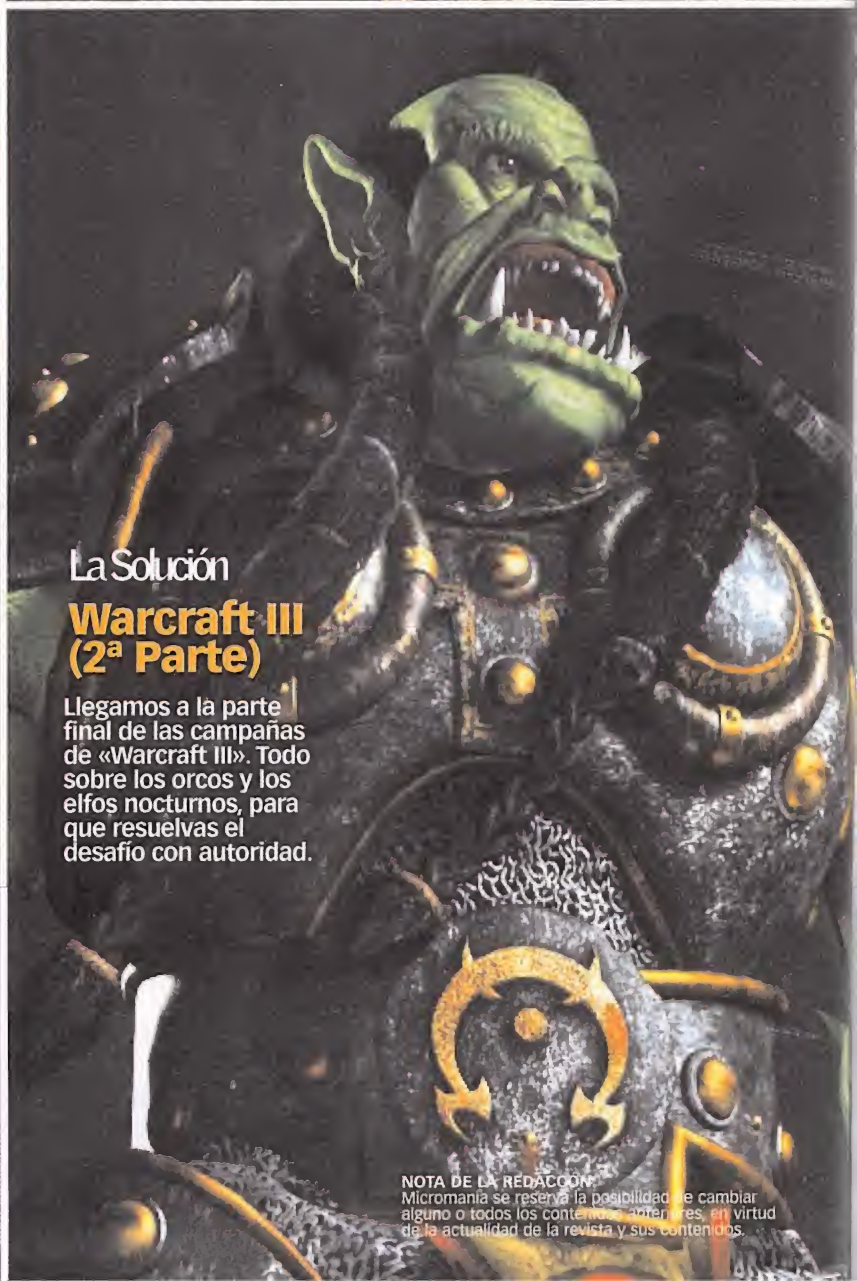 La Solución
Warcraft III
(2ª Parte)
Llegamos a la parte
final de las campañas
de «Warcraft III». Todo
sobre los orcos y los
elfos nocturnos, para
que resuelvas el
desafío con autoridad.
NOTA DE LA REDACCIÓN:
Micromanía se reserva la posibilidad de cambiar
alguno o todos los contenidos anteriores, en virtud
de la actualidad de la revista y sus contenidos.